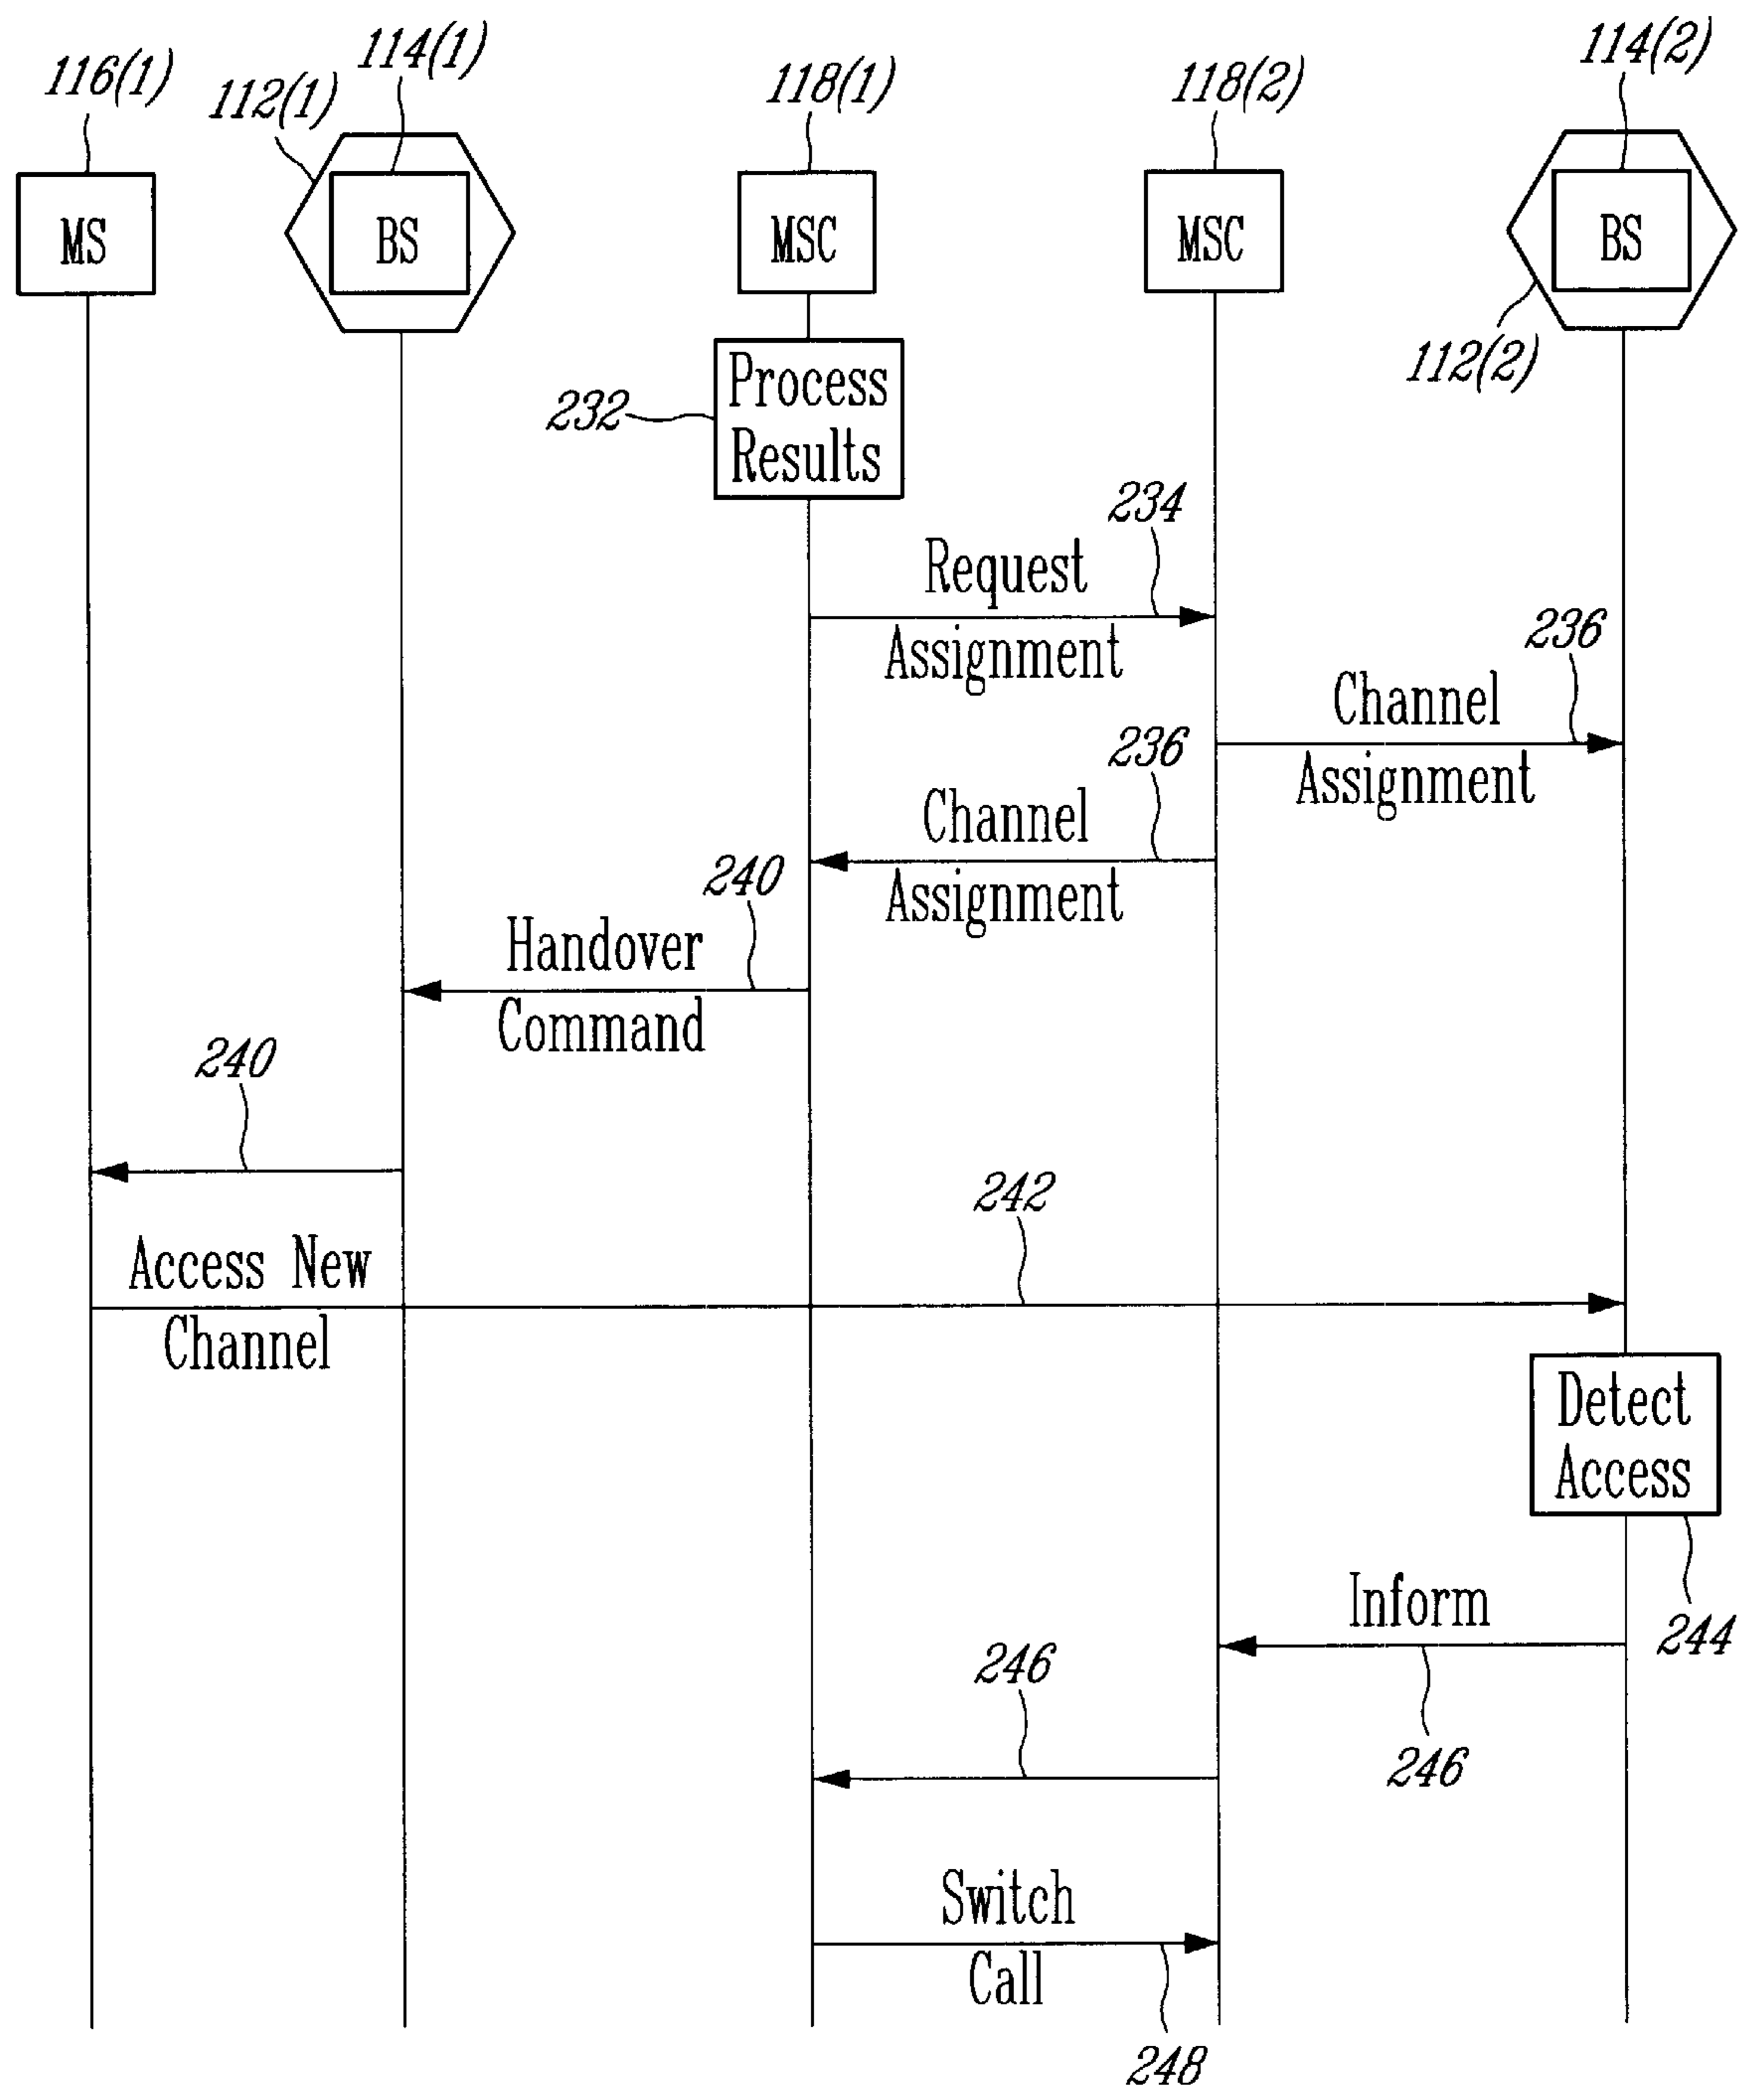 116(1)
112(1)
114(1)
118(1)
118(2)
114(2)
MS
BS
MSC
MSC
BS
112(2)
232
Process
Results
234
Request
Assignment
236
Channel
Assignment
236
Channel
Assignment
240
Handover
Command
240
242
Access New
Channel
Detect
Access
244
Inform
246
246
Switch
Call
248